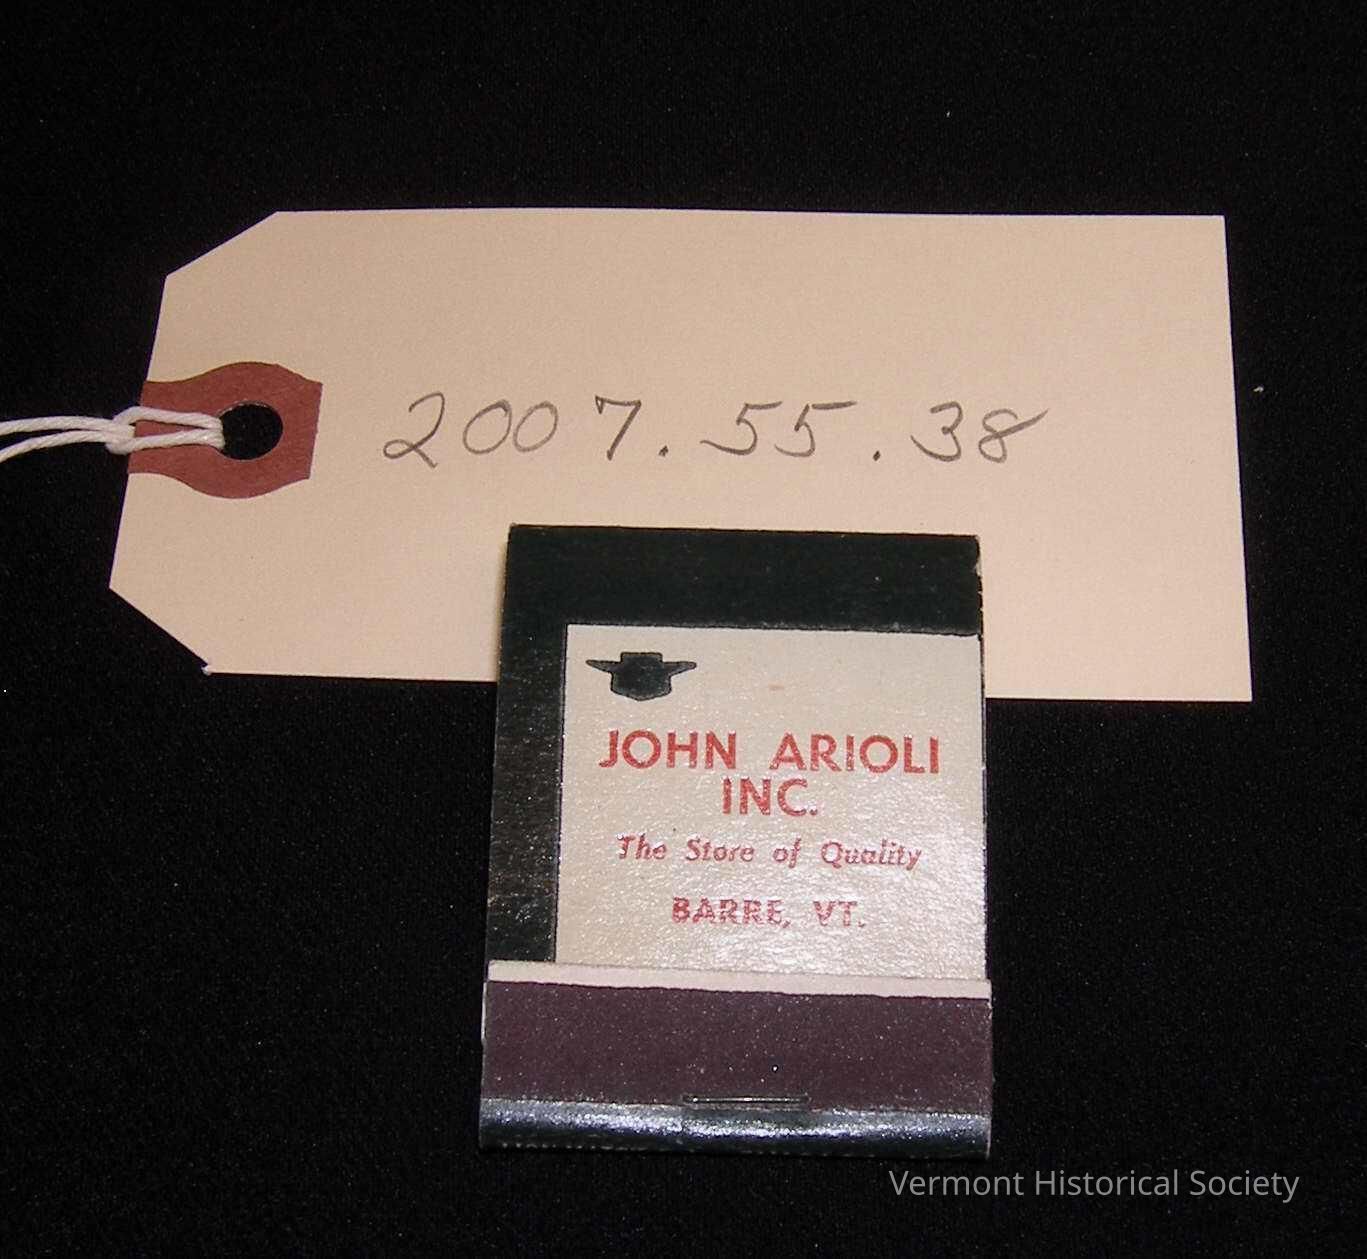 2007.55.38
JOHN ARIOLI
INC.
The Store of Quality
BARRE, VT.
Vermont Historical Society